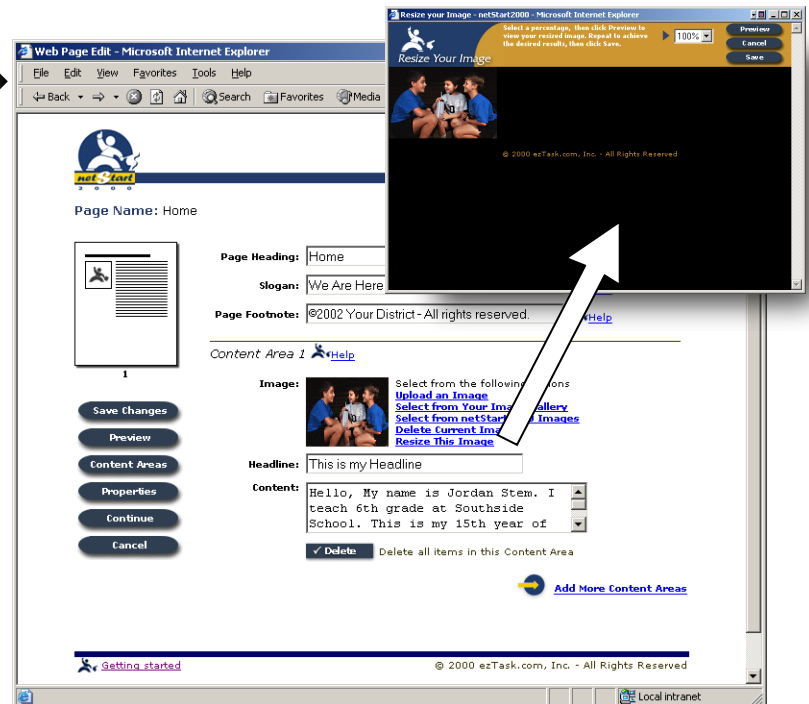 Resize your Image - netStart2000 - Microsoft Internet Explorer
Select a percentage, then click Preview to
view your resized image. Repeat to achieve
the desired results, then click Save.
100%
Preview
Cancel
Save
Resize Your Image
© 2000 ezTask.com, Inc. - All Rights Reserved
Web Page Edit - Microsoft Internet Explorer
File Edit View Favorites Tools Help
Back Search Favorites Media
netStart
2 0 0 0
Page Name: Home
Page Heading: Home
Slogan: We Are Here
Page Footnote: ©2002 Your District - All rights reserved. Help
Content Area 1 Help
1
Image: Select from the following options
Upload an Image
Select from Your Image Gallery
Select from netStart Images
Delete Current
Resize This Image
Headline: This is my Headline
Content: Hello, My name is Jordan Stem. I
teach 6th grade at Southside
School. This is my 15th year of
Save Changes
Preview
Content Areas
Properties
Continue
Cancel
✓ Delete Delete all items in this Content Area
Add More Content Areas
Getting started © 2000 ezTask.com, Inc. - All Rights Reserved
Local intranet